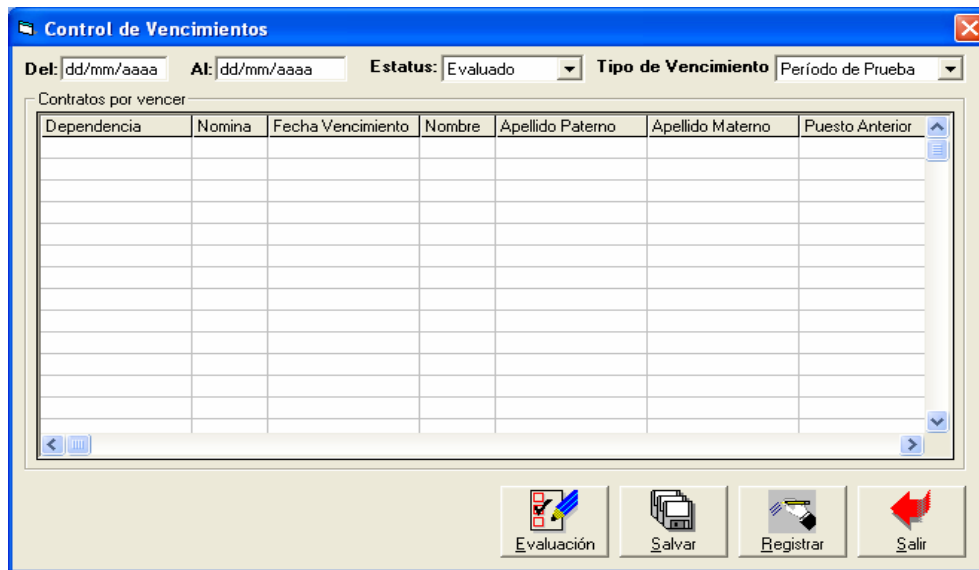 Control de Vencimientos
Del: dd/mm/aaaa Al: dd/mm/aaaa Estatus: Evaluado Tipo de Vencimiento Período de Prueba
Contratos por vencer
Dependencia Nomina Fecha Vencimiento Nombre Apellido Paterno Apellido Materno Puesto Anterior
Evaluación Salvar Registrar Salir